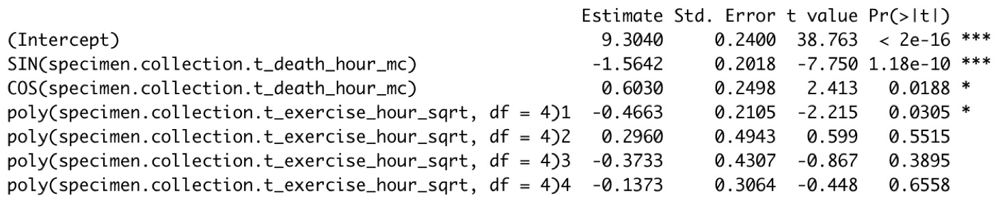 Estimate Std. Error t value Pr(>|t|)
(Intercept) 9.3040 0.2400 38.763 < 2e-16 ***
SIN(specimen.collection.t_death_hour_mc) -1.5642 0.2018 -7.750 1.18e-10 ***
COS(specimen.collection.t_death_hour_mc) 0.6030 0.2498 2.413 0.0188 *
poly(specimen.collection.t_exercise_hour_sqrt, df = 4)1 -0.4663 0.2105 -2.215 0.0305 *
poly(specimen.collection.t_exercise_hour_sqrt, df = 4)2 0.2960 0.4943 0.599 0.5515
poly(specimen.collection.t_exercise_hour_sqrt, df = 4)3 -0.3733 0.4307 -0.867 0.3895
poly(specimen.collection.t_exercise_hour_sqrt, df = 4)4 -0.1373 0.3064 -0.448 0.6558